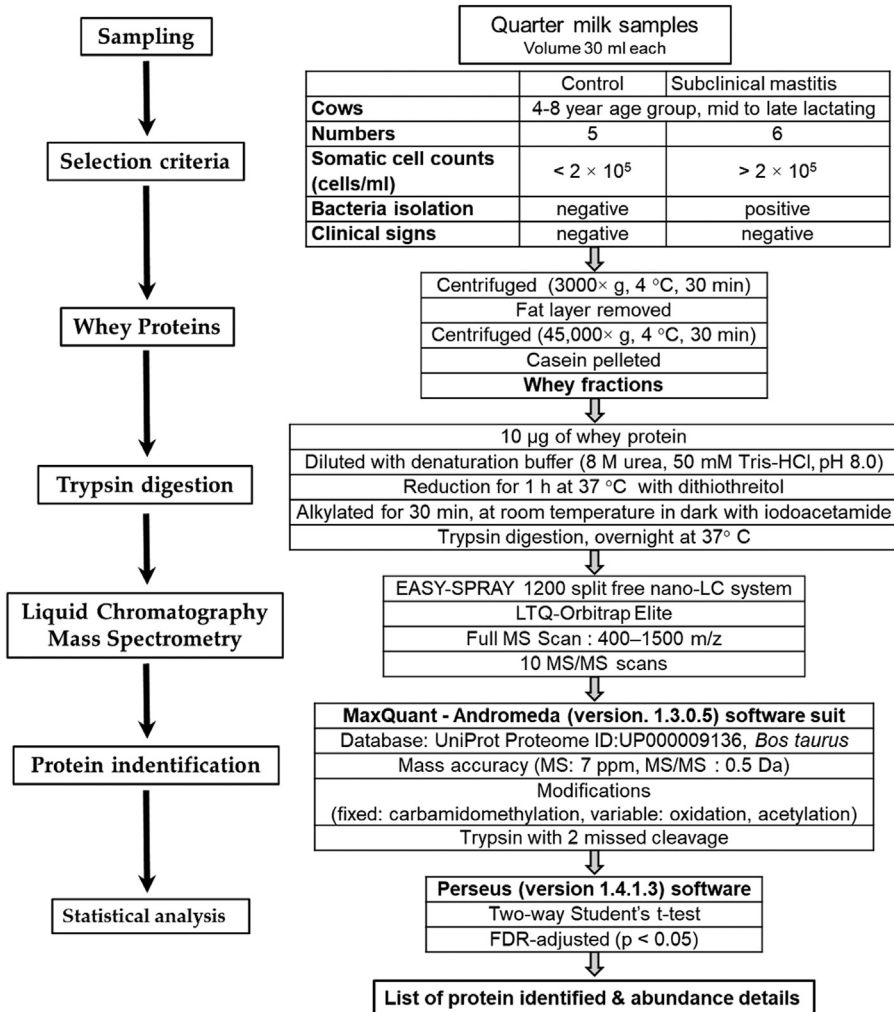 Sampling
Quarter milk samples
Volume 30 ml each
Control Subclinical mastitis
Cows 4-8 year age group, mid to late lactating
Numbers 5 6
Selection criteria
Somatic cell counts
(cells/ml) < 2 × 10⁵ > 2 × 10⁵
Bacteria isolation negative positive
Clinical signs negative negative
Whey Proteins
Centrifuged (3000× g, 4 °C, 30 min)
Fat layer removed
Centrifuged (45,000× g, 4 °C, 30 min)
Casein pelleted
Whey fractions
Trypsin digestion
10 µg of whey protein
Diluted with denaturation buffer (8 M urea, 50 mM Tris-HCl, pH 8.0)
Reduction for 1 h at 37 °C with dithiothreitol
Alkylated for 30 min, at room temperature in dark with iodoacetamide
Trypsin digestion, overnight at 37° C
Liquid Chromatography
Mass Spectrometry
EASY-SPRAY 1200 split free nano-LC system
LTQ-Orbitrap Elite
Full MS Scan : 400–1500 m/z
10 MS/MS scans
Protein indentification
MaxQuant - Andromeda (version. 1.3.0.5) software suit
Database: UniProt Proteome ID:UP000009136, Bos taurus
Mass accuracy (MS: 7 ppm, MS/MS : 0.5 Da)
Modifications
(fixed: carbamidomethylation, variable: oxidation, acetylation)
Trypsin with 2 missed cleavage
Statistical analysis
Perseus (version 1.4.1.3) software
Two-way Student’s t-test
FDR-adjusted (p < 0.05)
List of protein identified & abundance details